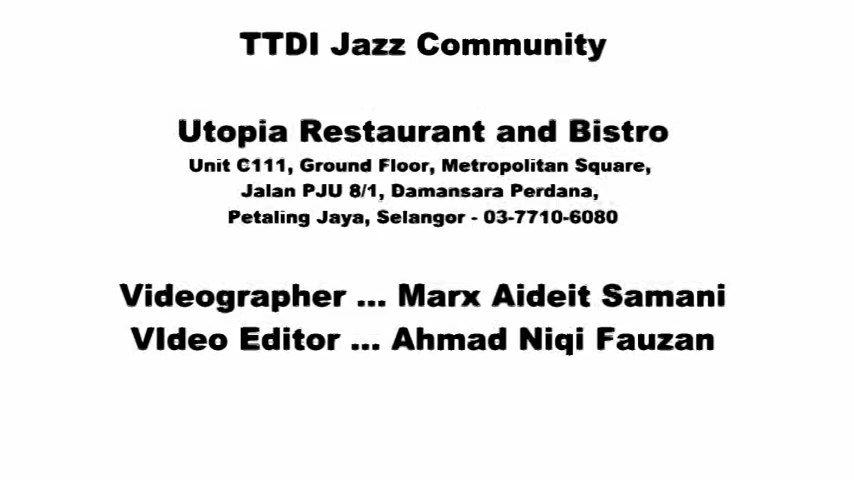 TTDI Jazz Community
Utopia Restaurant and Bistro
Unit C111, Ground Floor, Metropolitan Square,
Jalan PJU 8/1, Damansara Perdana,
Petaling Jaya, Selangor - 03-7710-6080
Videographer ... Marx Aideit Samani
VIdeo Editor ... Ahmad Niqi Fauzan